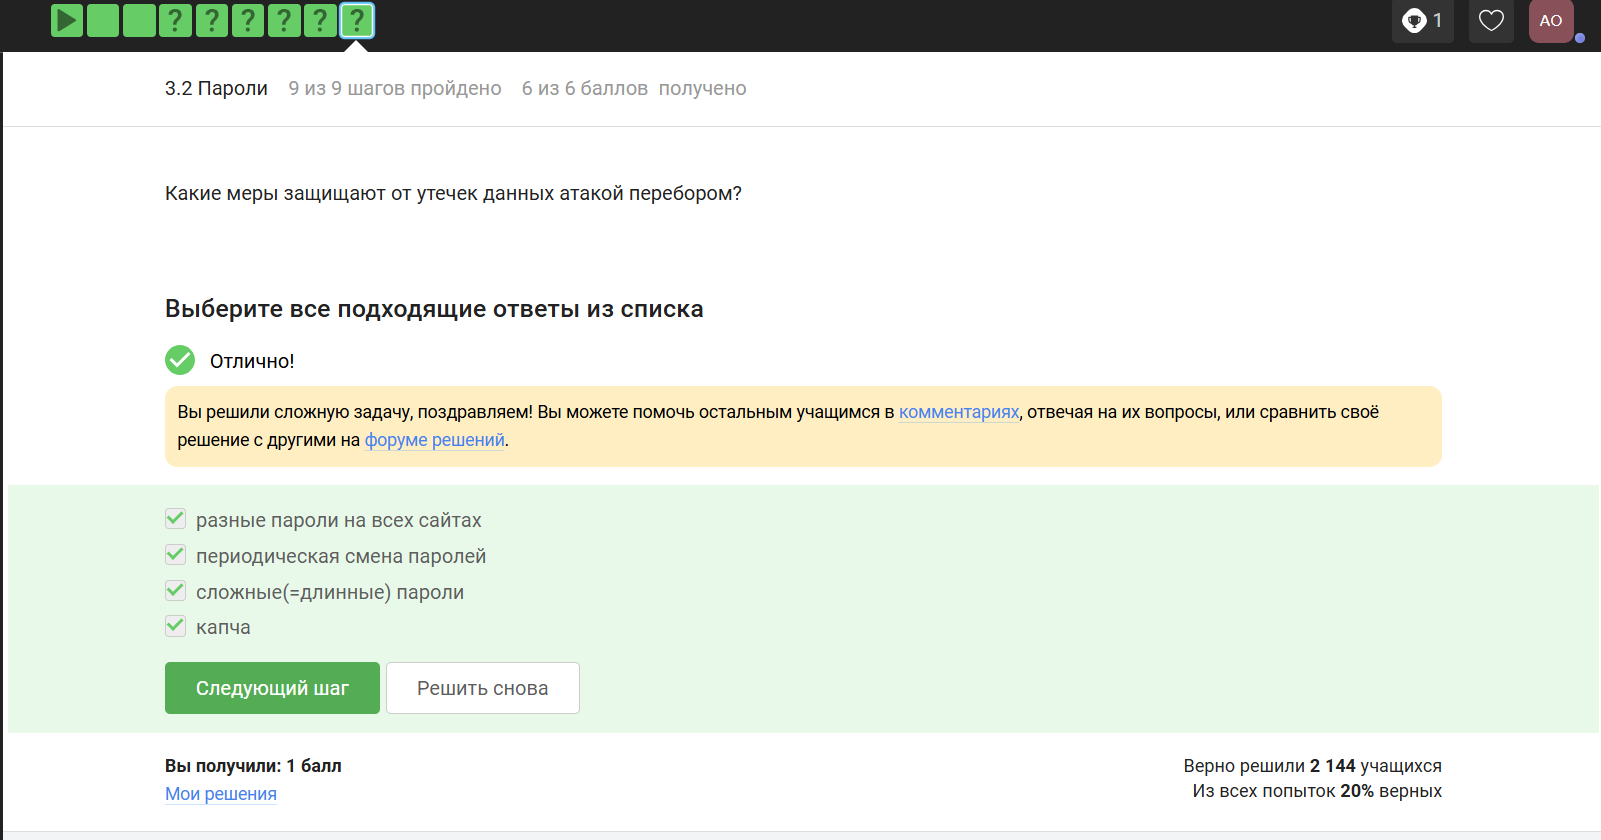 ? ? ? ? ? ?
1
AO
3.2 Пароли 9 из 9 шагов пройдено 6 из 6 баллов получено
Какие меры защищают от утечек данных атакой перебором?
Выберите все подходящие ответы из списка
Отлично!
Вы решили сложную задачу, поздравляем! Вы можете помочь остальным учащимся в комментариях, отвечая на их вопросы, или сравнить своё
решение с другими на форуме решений.
разные пароли на всех сайтах
периодическая смена паролей
сложные(=длинные) пароли
капча
Следующий шаг Решить снова
Вы получили: 1 балл
Мои решения
Верно решили 2 144 учащихся
Из всех попыток 20% верных